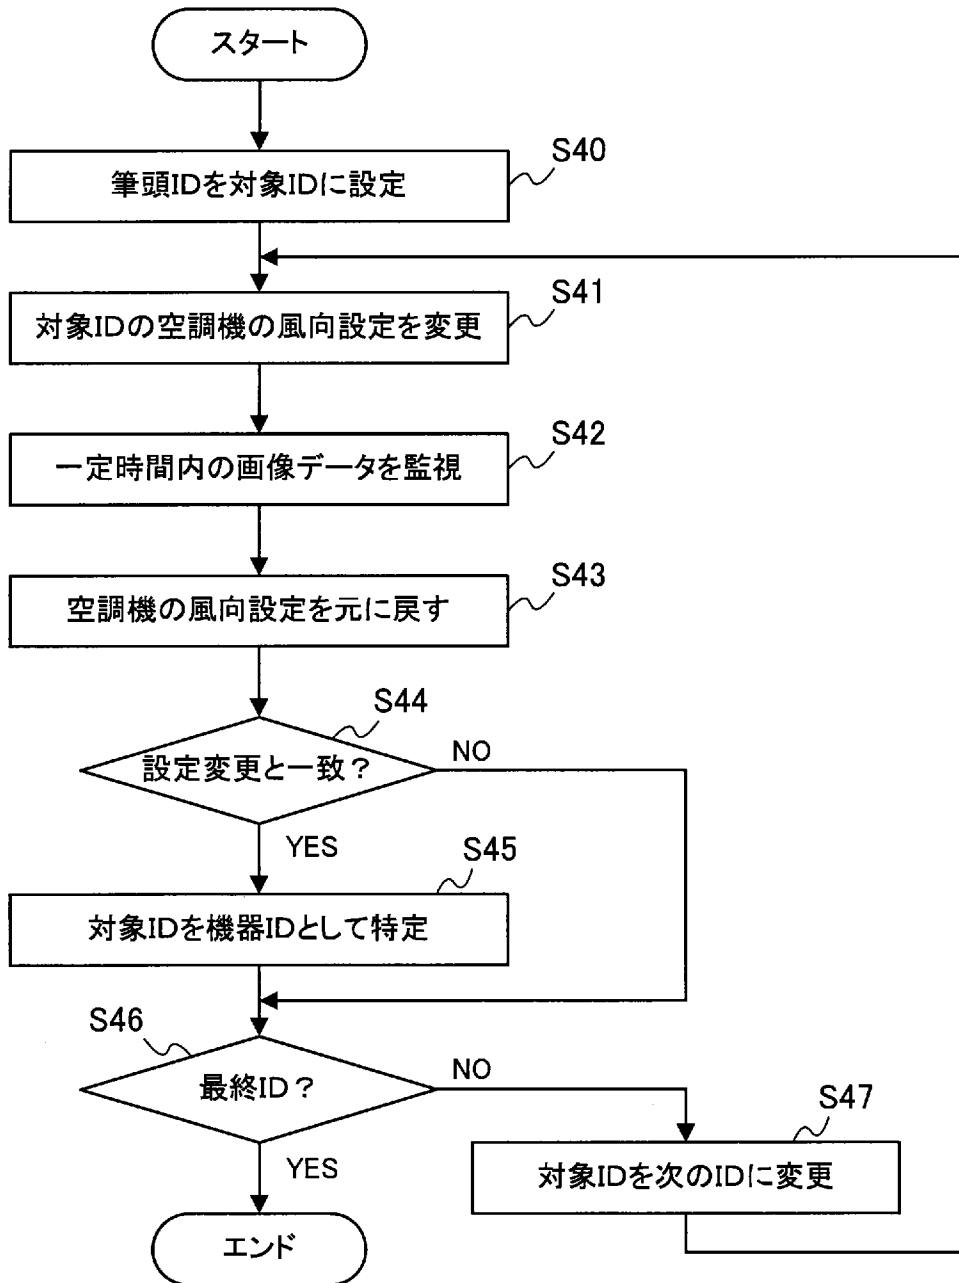 スタート
S40
筆頭IDを対象IDに設定
S41
対象IDの空調機の風向設定を変更
S42
一定時間内の画像データを監視
S43
空調機の風向設定を元に戻す
S44
設定変更と一致？
NO
YES
S45
対象IDを機器IDとして特定
S46
最終ID？
NO
S47
YES
対象IDを次のIDに変更
エンド